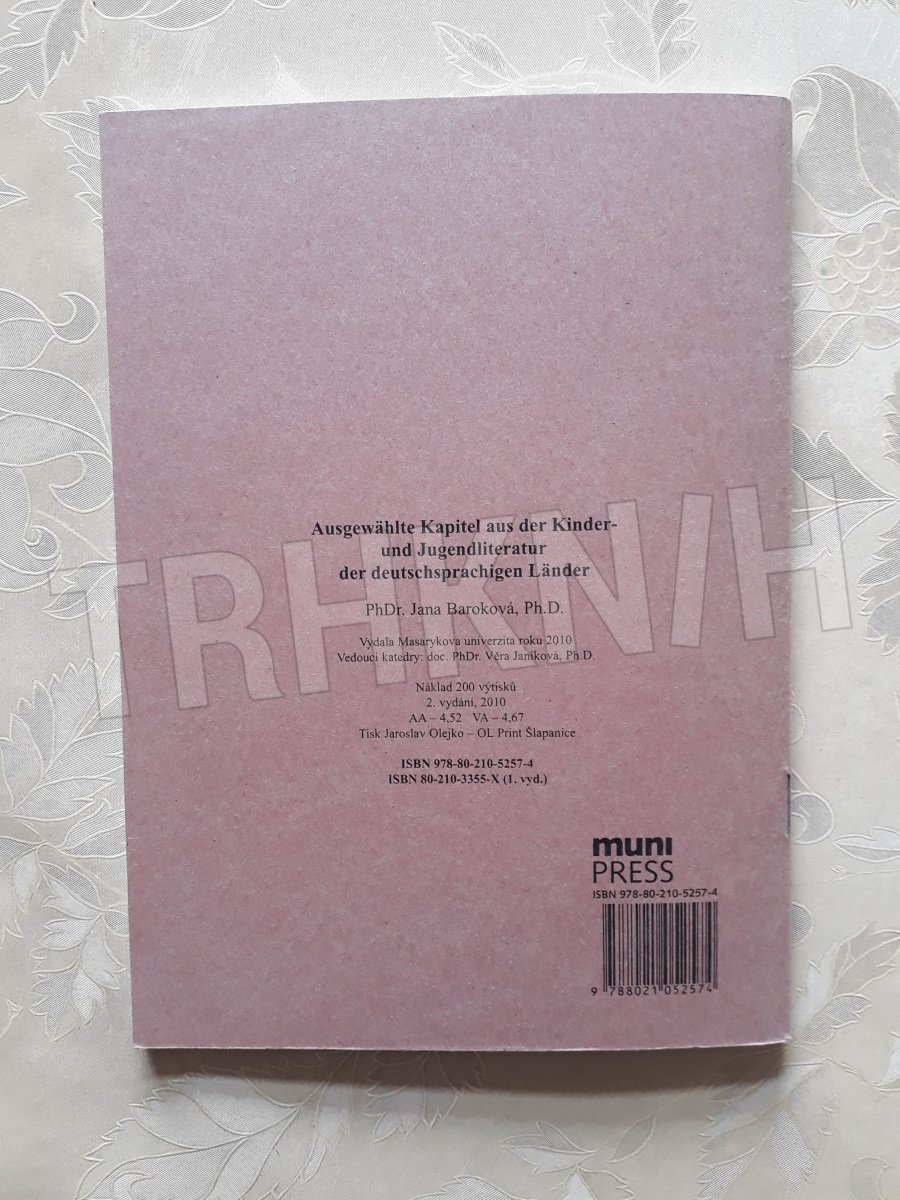 Ausgewählte Kapitel aus der Kinder-
und Jugendliteratur
der deutschsprachigen Länder
PhDr. Jana Baroková, Ph.D.
Vydala Masarykova univerzita roku 2010
Vedoucí katedry: doc. PhDr. Věra Janíková, Ph.D.
TRHKNIH
Náklad 200 výtisků
2. vydání, 2010
AA – 4,52 VA – 4,67
Tisk Jaroslav Olejko – OL Print Šlapanice
ISBN 978-80-210-5257-4
ISBN 80-210-3355-X (1. vyd.)
muni
PRESS
ISBN 978-80-210-5257-4
9 788021 052574